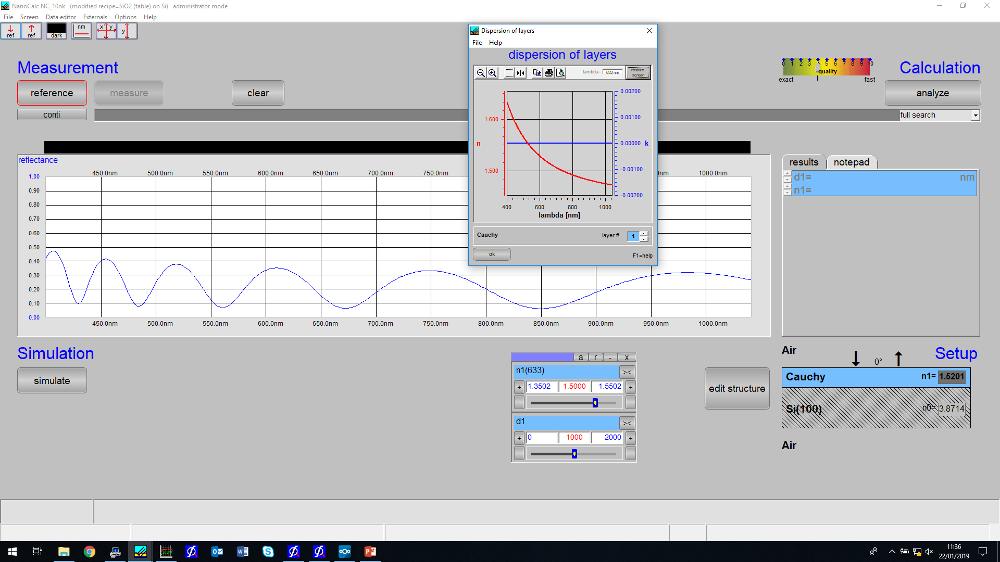 NanoCalc NC_10nk (modified recipe=SiO2 (table) on Si) administrator mode
File Screen Data editor Externals Options Help
ref ref dark nm x y y
Measurement
reference measure clear
conti
Dispersion of layers
File Help
dispersion of layers
lambda= 633 nm restore screen
0.00200
0.00100
1.600
n 0.00000 k
1.500 -0.00100
-0.00200
400 600 800 1000
lambda [nm]
Cauchy layer # 1
ok F1=help
0 1 2 3 5 6 7 8 9 10
quality
exact fast
Calculation
analyze
full search
reflectance
450.0nm 500.0nm 550.0nm 600.0nm 650.0nm 700.0nm 750.0nm 1000.0nm
1.00
0.90
0.80
0.70
0.60
0.50
0.40
0.30
0.20
0.10
0.00
450.0nm 500.0nm 550.0nm 600.0nm 650.0nm 700.0nm 750.0nm 800.0nm 850.0nm 900.0nm 950.0nm 1000.0nm
results notepad
d1= nm
n1=
Simulation
simulate
a r - x
n1(633) ><
+ 1.3502 1.5000 1.5502 +
- -
d1 ><
+ 0 1000 2000 +
- -
edit structure
Air
0° Setup
Cauchy n1= 1.5201
Si(100) n0= 3.8714
Air
11:36
22/01/2019